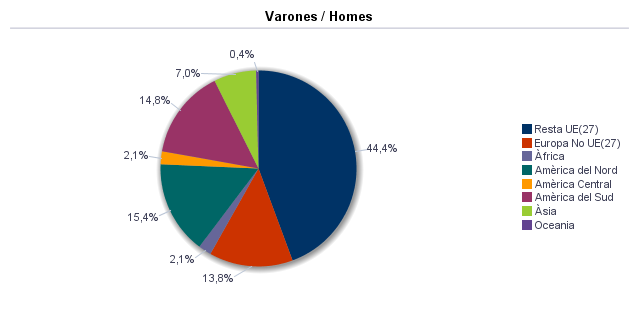 Varones / Homes
0,4%
7,0%
14,8%
44,4%
2,1%
15,4%
2,1%
13,8%
Resta UE(27)
Europa No UE(27)
Àfrica
Amèrica del Nord
Amèrica Central
Amèrica del Sud
Àsia
Oceania